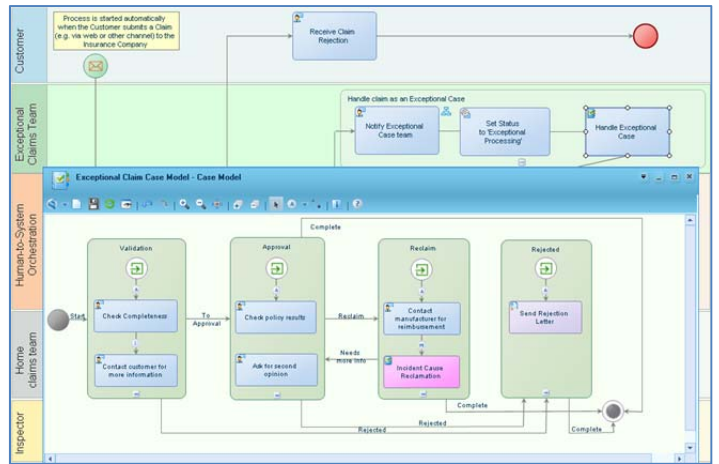 Customer
Process is started automatically
when the Customer submits a Claim
(e.g. via web or other channel) to the
Insurance Company
Receive Claim
Rejection
Exceptional
Claims Team
Handle claim as an Exceptional Case
Notify Exceptional
Case team
Set Status
to 'Exceptional
Processing'
Handle Exceptional
Case
Human-to-System
Orchestration
Home
claims team
Inspector
Exceptional Claim Case Model - Case Model
Complete
Validation
Approval
Reclaim
Rejected
Start
Check Completeness
To
Approval
Check policy results
Reclaim
Contact
manufacturer for
reimbursement
Send Rejection
Letter
Contact customer for
more information
Ask for second
opinion
Needs
more info
Incident Cause
Reclamation
Complete
Rejected
Rejected
Complete